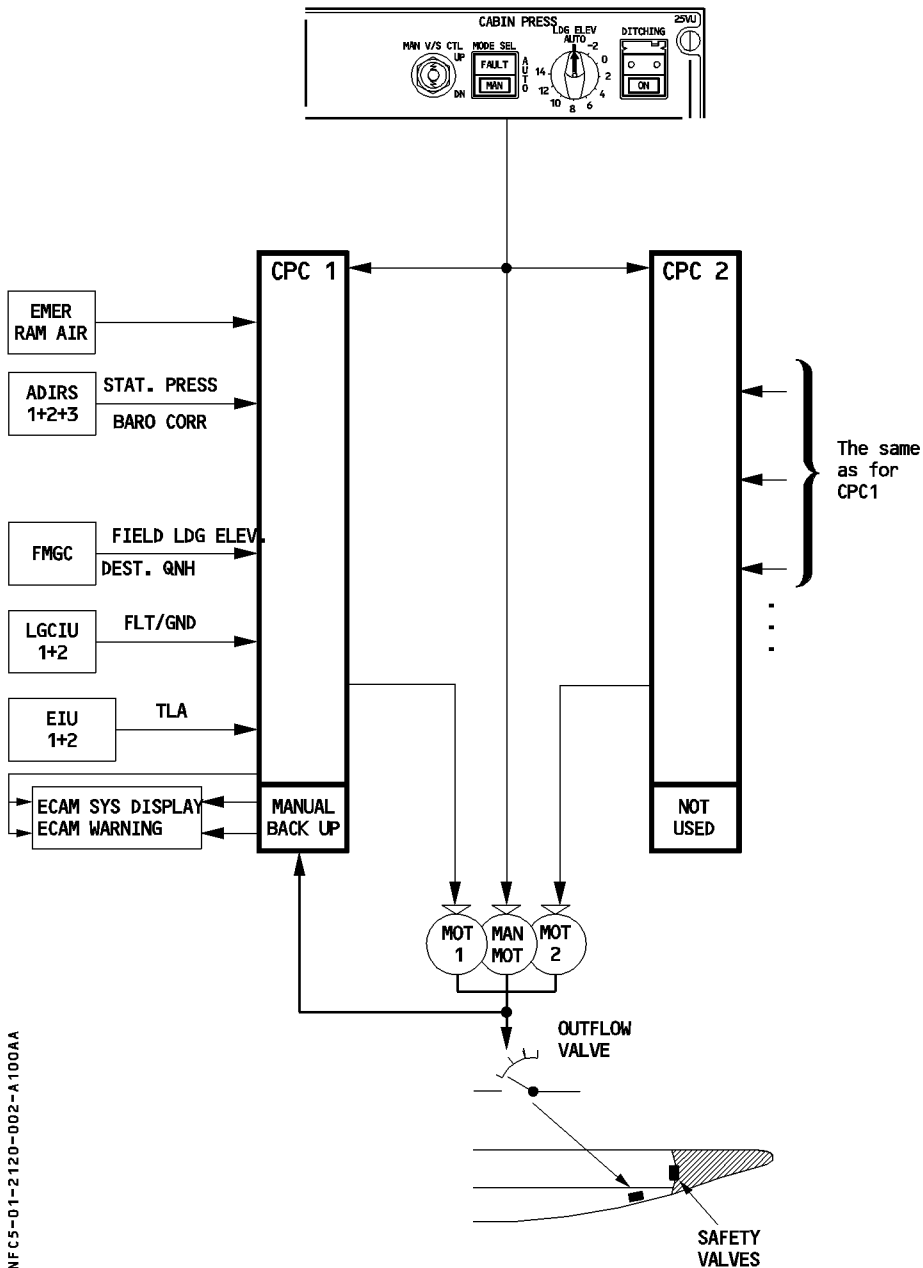 CABIN PRESS
25VU
MAN V/S CTL
UP
DN
MODE SEL
FAULT
MAN
AUTO
LDG ELEV
AUTO
-2
0
2
4
6
8
10
12
14
DITCHING
ON
CPC 1
CPC 2
EMER
RAM AIR
ADIRS
1+2+3
STAT. PRESS
BARO CORR
The same
as for
CPC1
FMGC
FIELD LDG ELEV.
DEST. QNH
LGCIU
1+2
FLT/GND
EIU
1+2
TLA
ECAM SYS DISPLAY
ECAM WARNING
MANUAL
BACK UP
NOT
USED
MOT
1
MAN
MOT
MOT
2
OUTFLOW
VALVE
SAFETY
VALVES
NFC5-01-2120-002-A100AA